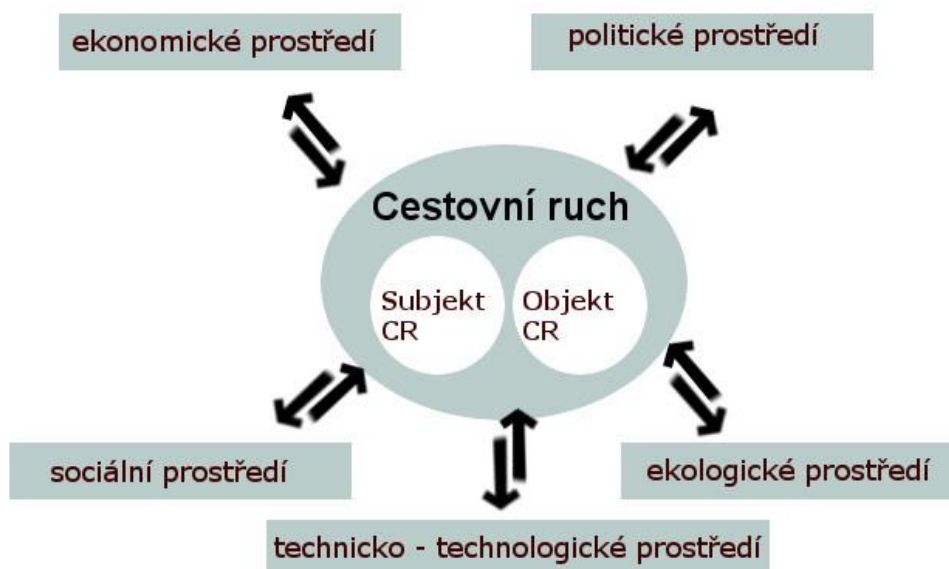 ekonomické prostředí
politické prostředí
Cestovní ruch
Subjekt
CR
Objekt
CR
sociální prostředí
ekologické prostředí
technicko - technologické prostředí